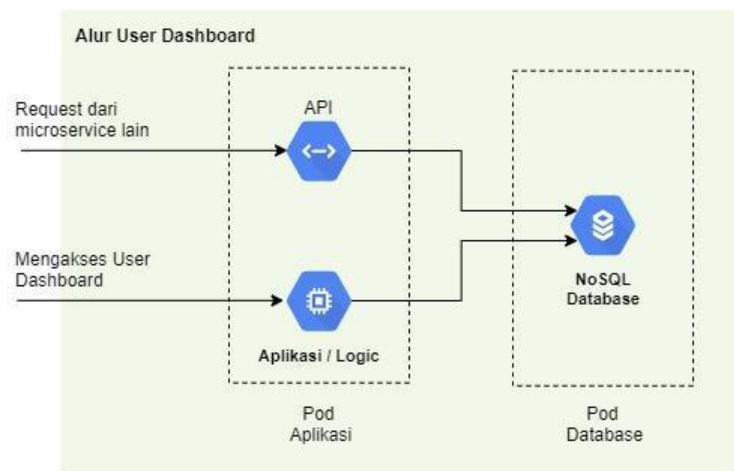 Alur User Dashboard
Request dari
microservice lain
API
Mengakses User
Dashboard
Aplikasi / Logic
NoSQL
Database
Pod
Aplikasi
Pod
Database